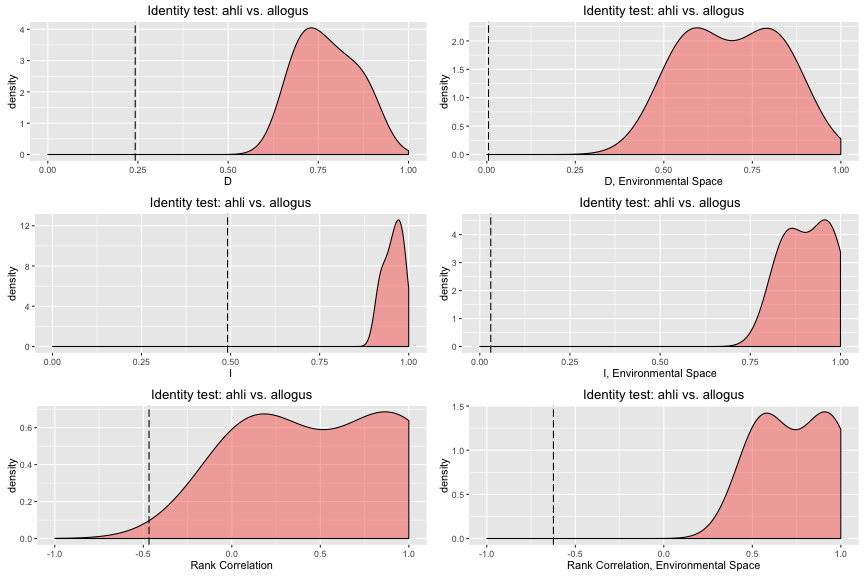 Identity test: ahli vs. allogus
density
4
3
2
1
0
0.00 0.25 0.50 0.75 1.00
D
Identity test: ahli vs. allogus
density
2.0
1.5
1.0
0.5
0.0
0.00 0.25 0.50 0.75 1.00
D, Environmental Space
Identity test: ahli vs. allogus
density
12
8
4
0
0.00 0.25 0.50 0.75 1.00
I
Identity test: ahli vs. allogus
density
4
3
2
1
0
0.00 0.25 0.50 0.75 1.00
I, Environmental Space
Identity test: ahli vs. allogus
density
0.6
0.4
0.2
0.0
-1.0 -0.5 0.0 0.5 1.0
Rank Correlation
Identity test: ahli vs. allogus
density
1.5
1.0
0.5
0.0
-1.0 -0.5 0.0 0.5 1.0
Rank Correlation, Environmental Space